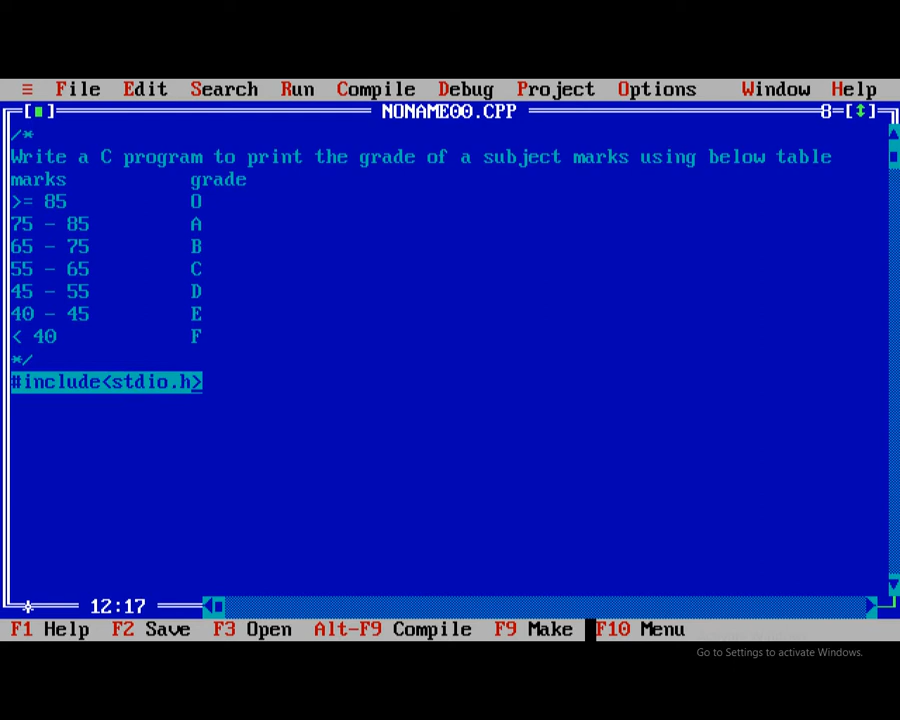 ≡ File Edit Search Run Compile Debug Project Options Window Help
[■] NONAME00.CPP 8=[↕]
/*
Write a C program to print the grade of a subject marks using below table
marks grade
>= 85 O
75 - 85 A
65 - 75 B
55 - 65 C
45 - 55 D
40 - 45 E
< 40 F
*/
#include<stdio.h>
12:17
F1 Help F2 Save F3 Open Alt-F9 Compile F9 Make F10 Menu
Go to Settings to activate Windows.